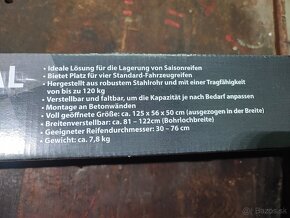 AL
• Ideale Lösung für die Lagerung von Saisonreifen
• Bietet Platz für vier Standard-Fahrzeugreifen
• Hergestellt aus robustem Stahlrohr und mit einer Tragfähigkeit
von bis zu 120 kg
• Verstellbar und faltbar, um die Kapazität je nach Bedarf anpassen
• Montage an Betonwänden
• Voll geöffnete Größe: ca. 125 x 56 x 50 cm (ausgezogen in der Breite)
• Breitenverstellbar: ca. 81 – 122cm (Bohrlochbreite)
• Geeigneter Reifendurchmesser: 30 – 76 cm
• Gewicht: ca. 7,8 kg